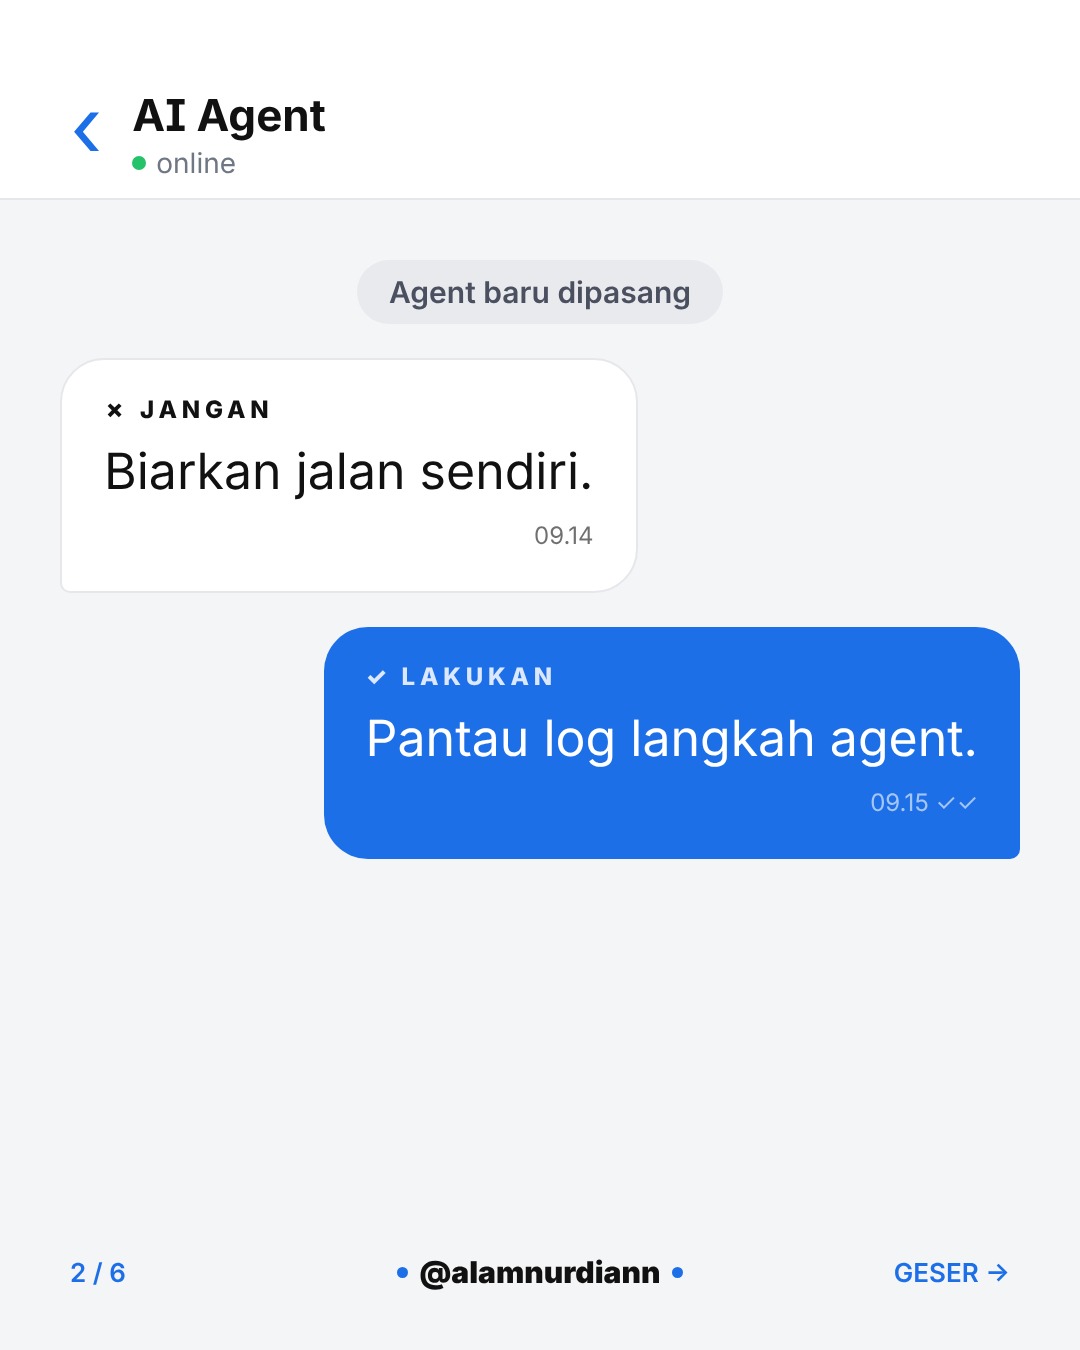 AI Agent
online
Agent baru dipasang
× JANGAN
Biarkan jalan sendiri.
09.14
✓ LAKUKAN
Pantau log langkah agent.
09.15 ✓✓
2 / 6
• @alamnurdiann •
GESER →